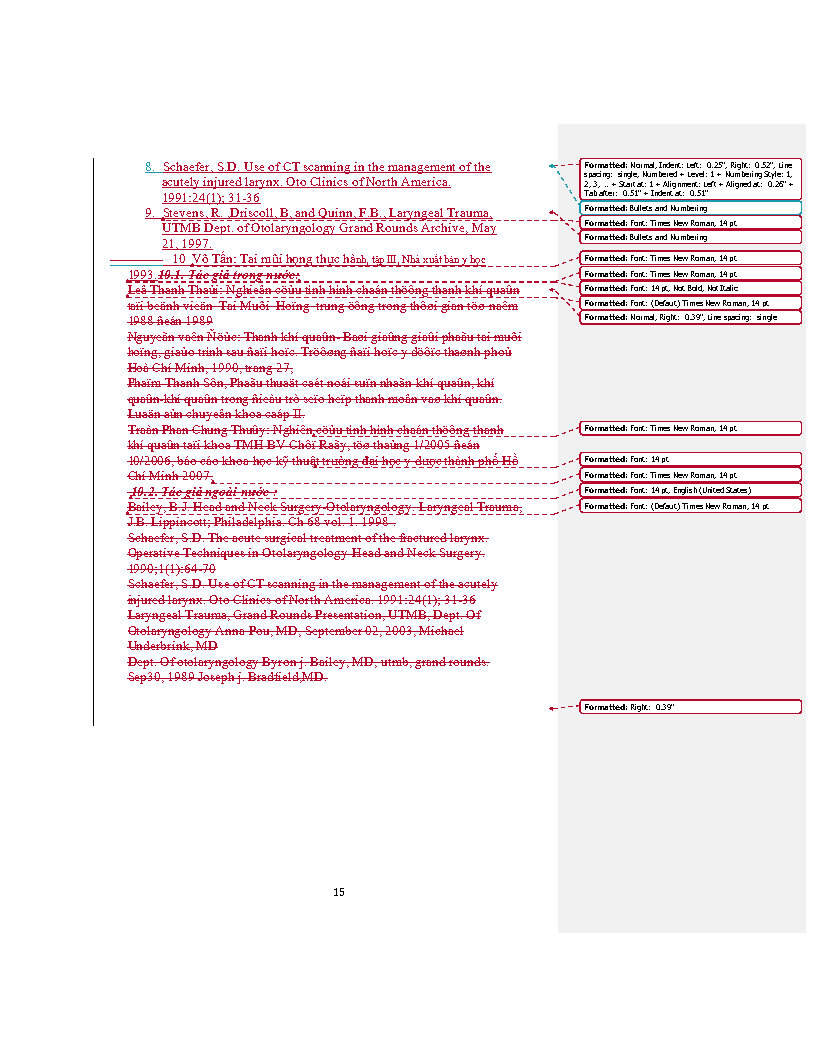 8. Schaefer, S.D. Use of CT scanning in the management of the
acutely injured larynx. Oto Clinics of North America.
1991:24(1); 31-36
9. Stevens, R. ,Driscoll, B, and Quinn, F.B., Laryngeal Trauma,
UTMB Dept. of Otolaryngology Grand Rounds Archive, May
21, 1997.
10. Võ Tấn: Tai mũi họng thực hành, tập III, Nhà xuất bản y học
1993.10.1. Tác giả trong nước:
Leâ Thanh Thaùi: Nghieân cöùu tình hình chaán thöông thanh khí quaûn
taïi beänh vieän Tai Muõi Hoïng trung öông trong thôøi gian töø naêm
1988 ñeán 1989
Nguyeãn vaên Ñöùc: Thanh khí quaûn- Baøi giaûng giaûi phaãu tai muõi
hoïng, giaùo trình sau ñaïi hoïc. Tröôøng ñaïi hoïc y döôïc thaønh phoá
Hoà Chí Minh, 1990, trang 27,
Phaïm Thanh Sôn, Phaãu thuaät caét noái suïn nhaãn khí quaûn, khí
quaûn-khí quaûn trong ñieàu trò seïo heïp thanh moân vaø khí quaûn.
Luaän aùn chuyeân khoa caáp II.
Traàn Phan Chung Thuûy: Nghieân cöùu tình hình chaán thöông thanh
khí quaûn taïi khoa TMH BV Chôï Raãy, töø thaùng 1/2005 ñeán
10/2006, báo cáo khoa học kỹ thuật trường đaị học y dược thành phố Hồ
Chí Minh 2007.
10.2. Tác giả ngoài nước :
Bailey, B.J. Head and Neck Surgery-Otolaryngology. Laryngeal Trauma,
J.B. Lippincott; Philadelphia. Ch 68 vol. 1. 1998 .
Schaefer, S.D. The acute surgical treatment of the fractured larynx.
Operative Techniques in Otolaryngology-Head and Neck Surgery.
1990;1(1):64-70
Schaefer, S.D. Use of CT scanning in the management of the acutely
injured larynx. Oto Clinics of North America. 1991:24(1); 31-36
Laryngeal Trauma, Grand Rounds Presentation, UTMB, Dept. Of
Otolaryngology Anna Pou, MD, September 02, 2003, Michael
Underbrink, MD
Dept. Of otolaryngology Byron j. Bailey, MD, utmb, grand rounds.
Sep30, 1989 Joseph j. Bradfield,MD.
15
Formatted: Normal, Indent: Left: 0.25", Right: 0.52", Line
spacing: single, Numbered + Level: 1 + Numbering Style: 1,
2, 3, ... + Start at: 1 + Alignment: Left + Aligned at: 0.26" +
Tab after: 0.51" + Indent at: 0.51"
Formatted: Bullets and Numbering
Formatted: Font: Times New Roman, 14 pt
Formatted: Bullets and Numbering
Formatted: Font: Times New Roman, 14 pt
Formatted: Font: Times New Roman, 14 pt
Formatted: Font: 14 pt, Not Bold, Not Italic
Formatted: Font: (Default) Times New Roman, 14 pt
Formatted: Normal, Right: 0.39", Line spacing: single
Formatted: Font: Times New Roman, 14 pt
Formatted: Font: 14 pt
Formatted: Font: Times New Roman, 14 pt
Formatted: Font: 14 pt, English (United States)
Formatted: Font: (Default) Times New Roman, 14 pt
Formatted: Right: 0.39"